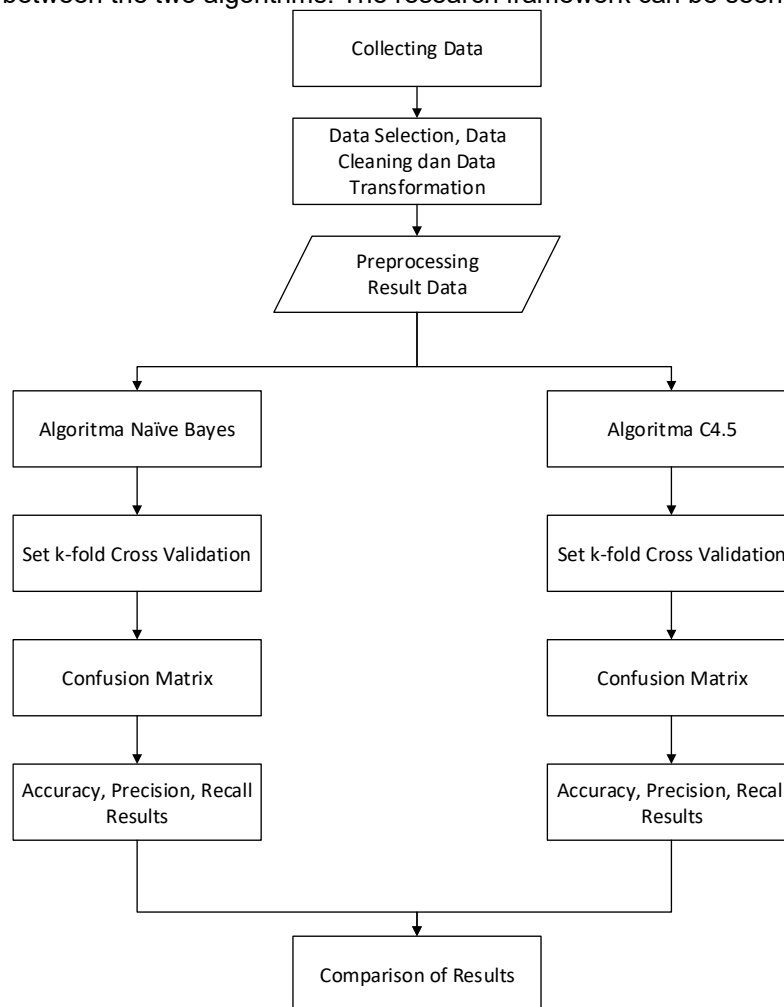 between the two algorithms. The research framework can be seen
Collecting Data
Data Selection, Data
Cleaning dan Data
Transformation
Preprocessing
Result Data
Algoritma Naïve Bayes
Algoritma C4.5
Set k-fold Cross Validation
Set k-fold Cross Validation
Confusion Matrix
Confusion Matrix
Accuracy, Precision, Recall
Results
Accuracy, Precision, Recal
Results
Comparison of Results